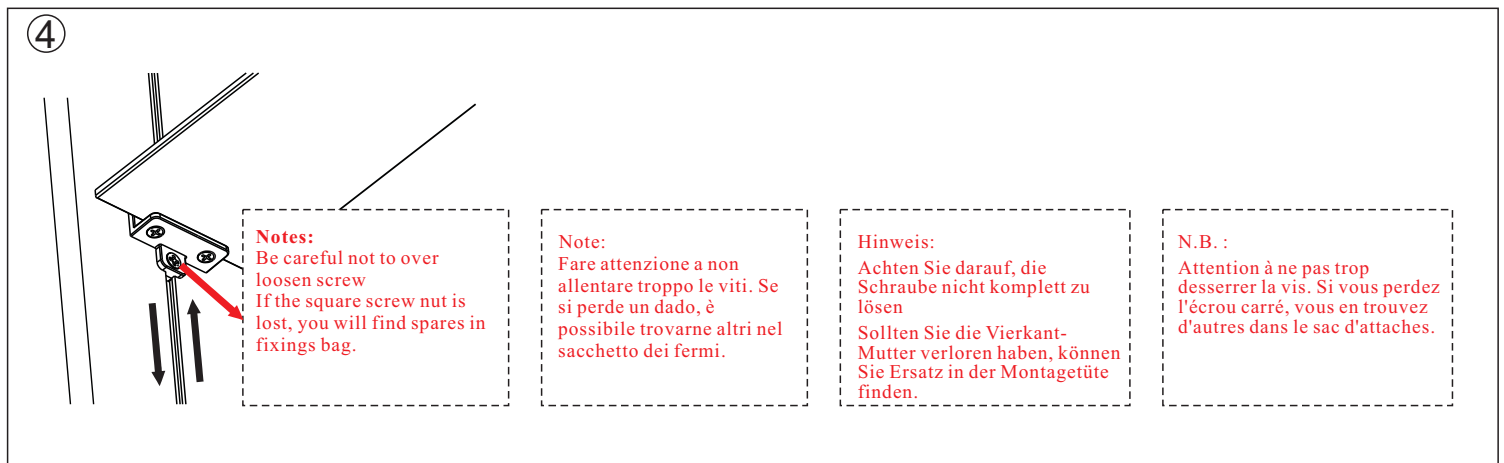 4
Notes:
Be careful not to over
loosen screw
If the square screw nut is
lost, you will find spares in
fixings bag.
Note:
Fare attenzione a non
allentare troppo le viti. Se
si perde un dado, è
possibile trovarne altri nel
sacchetto dei fermi.
Hinweis:
Achten Sie darauf, die
Schraube nicht komplett zu
lösen
Sollten Sie die Vierkant-
Mutter verloren haben, können
Sie Ersatz in der Montagetüte
finden.
N.B. :
Attention à ne pas trop
desserrer la vis. Si vous perdez
l'écrou carré, vous en trouvez
d'autres dans le sac d'attaches.